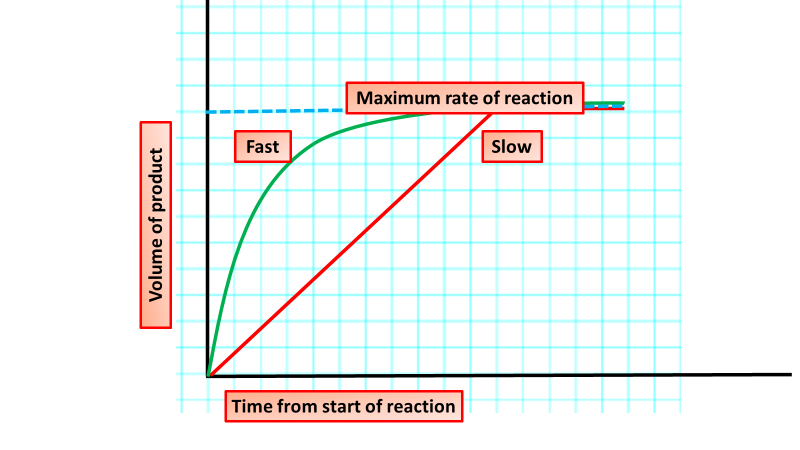 Maximum rate of reaction
Fast
Slow
Volume of product
Time from start of reaction